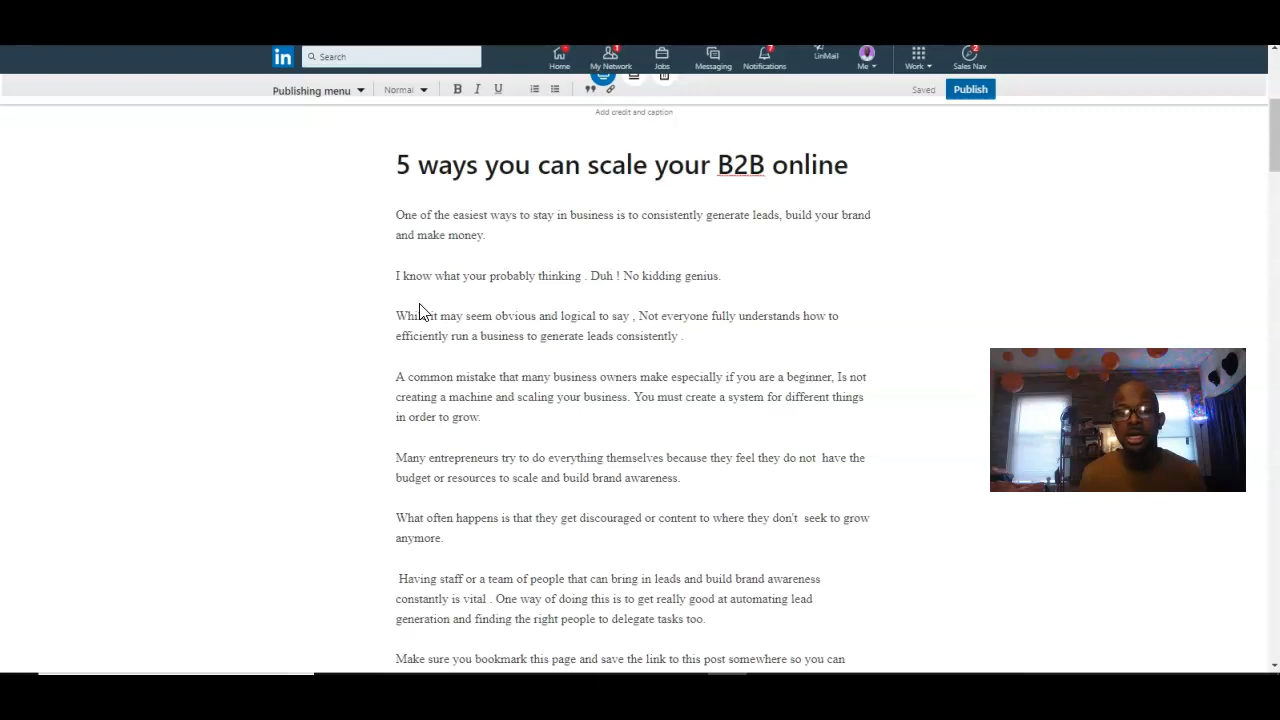 in
Search
Home
1
My Network
Jobs
Messaging
7
Notifications
LinMail
Me
Work
2
Sales Nav
Publishing menu
Normal
B I U
Saved
Publish
Add credit and caption
5 ways you can scale your B2B online
One of the easiest ways to stay in business is to consistently generate leads, build your brand
and make money.
I know what your probably thinking . Duh ! No kidding genius.
it may seem obvious and logical to say , Not everyone fully understands how to
efficiently run a business to generate leads consistently .
A common mistake that many business owners make especially if you are a beginner, Is not
creating a machine and scaling your business. You must create a system for different things
in order to grow.
Many entrepreneurs try to do everything themselves because they feel they do not have the
budget or resources to scale and build brand awareness.
What often happens is that they get discouraged or content to where they don't seek to grow
anymore.
Having staff or a team of people that can bring in leads and build brand awareness
constantly is vital . One way of doing this is to get really good at automating lead
generation and finding the right people to delegate tasks too.
Make sure you bookmark this page and save the link to this post somewhere so you can